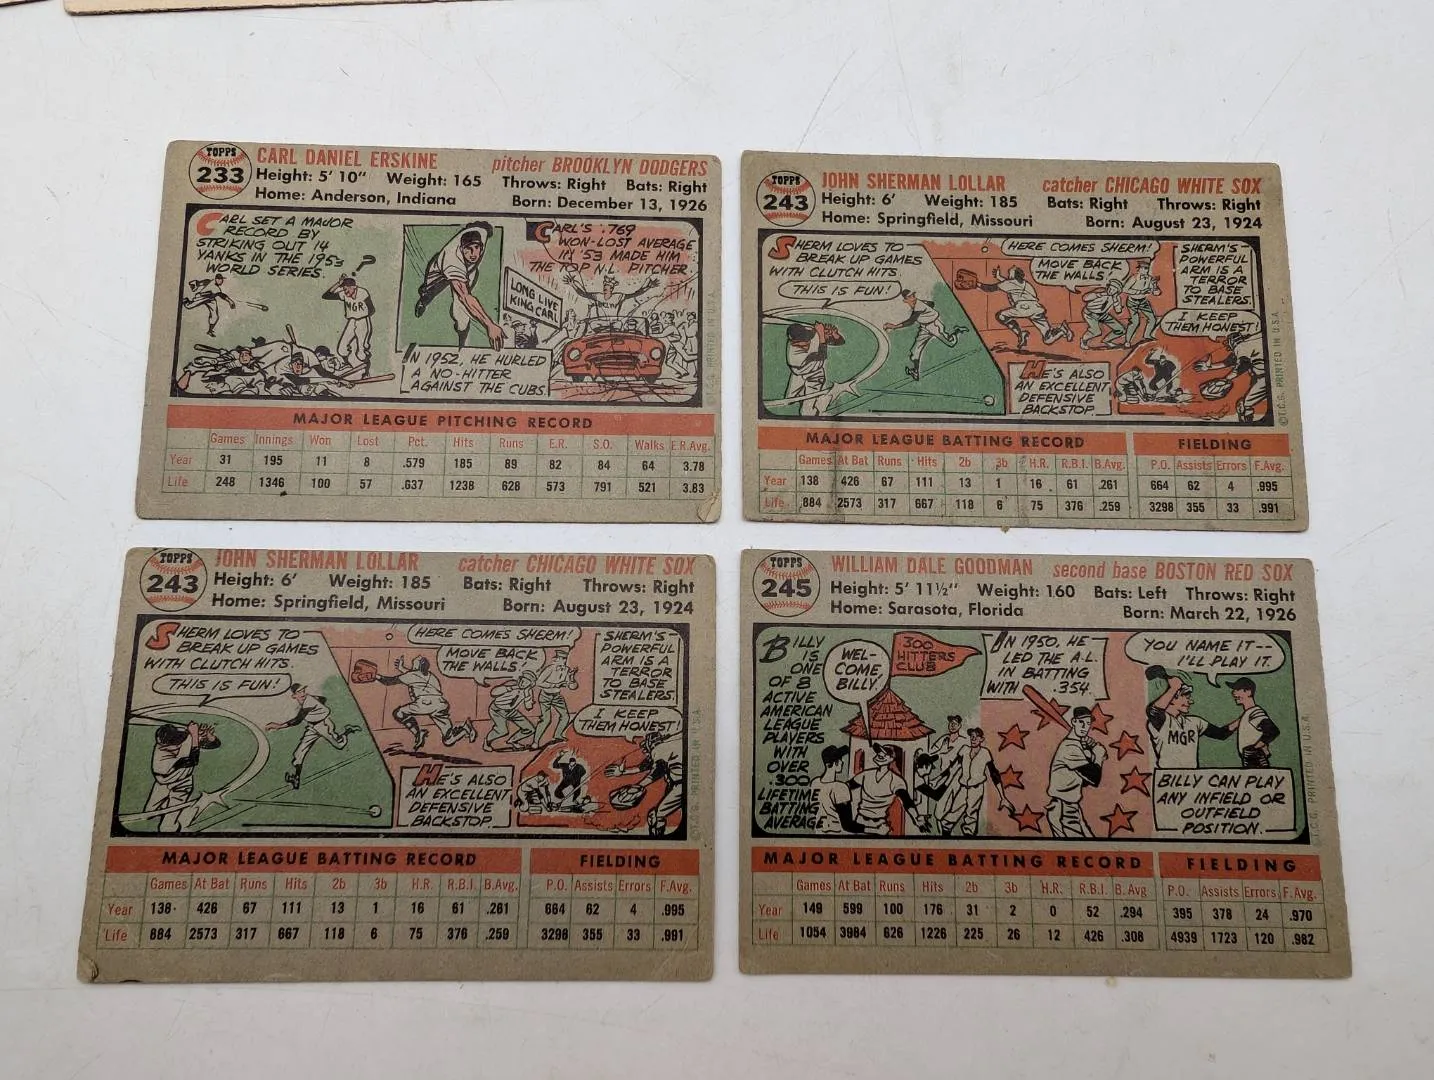 TOPPS
233
CARL DANIEL ERSKINE pitcher BROOKLYN DODGERS
Height: 5' 10" Weight: 165 Throws: Right Bats: Right
Home: Anderson, Indiana Born: December 13, 1926
CARL SET A MAJOR
RECORD BY
STRIKING OUT 14
YANKS IN THE 1953
WORLD SERIES.
?
MGR
IN 1952, HE HURLED
A NO-HITTER
AGAINST THE CUBS.
LONG LIVE
KING CARL
CARL'S .769
WON-LOST AVERAGE
IN '53 MADE HIM
THE TOP N.L. PITCHER.
©T.C.G. PRINTED IN U.S.A.
MAJOR LEAGUE PITCHING RECORD
Games Innings Won Lost Pct. Hits Runs E.R. S.O. Walks E.R.Avg.
Year 31 195 11 8 .579 185 89 82 84 64 3.78
Life 248 1346 100 57 .637 1238 628 573 791 521 3.83
TOPPS
243
JOHN SHERMAN LOLLAR catcher CHICAGO WHITE SOX
Height: 6' Weight: 185 Bats: Right Throws: Right
Home: Springfield, Missouri Born: August 23, 1924
SHERM LOVES TO
BREAK UP GAMES
WITH CLUTCH HITS.
THIS IS FUN!
HERE COMES SHERM!
MOVE BACK
THE WALLS!
HE'S ALSO
AN EXCELLENT
DEFENSIVE
BACKSTOP.
SHERM'S
POWERFUL
ARM IS A
TERROR
TO BASE
STEALERS.
I KEEP
THEM HONEST!
©T.C.G. PRINTED IN U.S.A.
MAJOR LEAGUE BATTING RECORD FIELDING
Games At Bat Runs Hits 2b 3b H.R. R.B.I. B.Avg. P.O. Assists Errors F.Avg.
Year 138 426 67 111 13 1 16 61 .261 664 62 4 .995
Life 884 2573 317 667 118 6 75 376 .259 3298 355 33 .991
TOPPS
243
JOHN SHERMAN LOLLAR catcher CHICAGO WHITE SOX
Height: 6' Weight: 185 Bats: Right Throws: Right
Home: Springfield, Missouri Born: August 23, 1924
SHERM LOVES TO
BREAK UP GAMES
WITH CLUTCH HITS.
THIS IS FUN!
HERE COMES SHERM!
MOVE BACK
THE WALLS!
HE'S ALSO
AN EXCELLENT
DEFENSIVE
BACKSTOP.
SHERM'S
POWERFUL
ARM IS A
TERROR
TO BASE
STEALERS.
I KEEP
THEM HONEST!
©T.C.G. PRINTED IN U.S.A.
MAJOR LEAGUE BATTING RECORD FIELDING
Games At Bat Runs Hits 2b 3b H.R. R.B.I. B.Avg. P.O. Assists Errors F.Avg.
Year 138 426 67 111 13 1 16 61 .261 664 62 4 .995
Life 884 2573 317 667 118 6 75 376 .259 3298 355 33 .991
TOPPS
245
WILLIAM DALE GOODMAN second base BOSTON RED SOX
Height: 5' 11½" Weight: 160 Bats: Left Throws: Right
Home: Sarasota, Florida Born: March 22, 1926
BILLY
IS
ONE
OF 8
ACTIVE
AMERICAN
LEAGUE
PLAYERS
WITH
OVER
.300
LIFETIME
BATTING
AVERAGE.
WEL-
COME,
BILLY.
300
HITTERS
CLUB
IN 1950, HE
LED THE A.L.
IN BATTING
WITH .354.
YOU NAME IT--
I'LL PLAY IT.
MGR
BILLY CAN PLAY
ANY INFIELD OR
OUTFIELD
POSITION.
©T.C.G. PRINTED IN U.S.A.
MAJOR LEAGUE BATTING RECORD FIELDING
Games At Bat Runs Hits 2b 3b H.R. R.B.I. B.Avg P.O. Assists Errors F.Avg.
Year 149 599 100 176 31 2 0 52 .294 395 378 24 .970
Life 1054 3984 626 1226 225 26 12 426 .308 4939 1723 120 .982